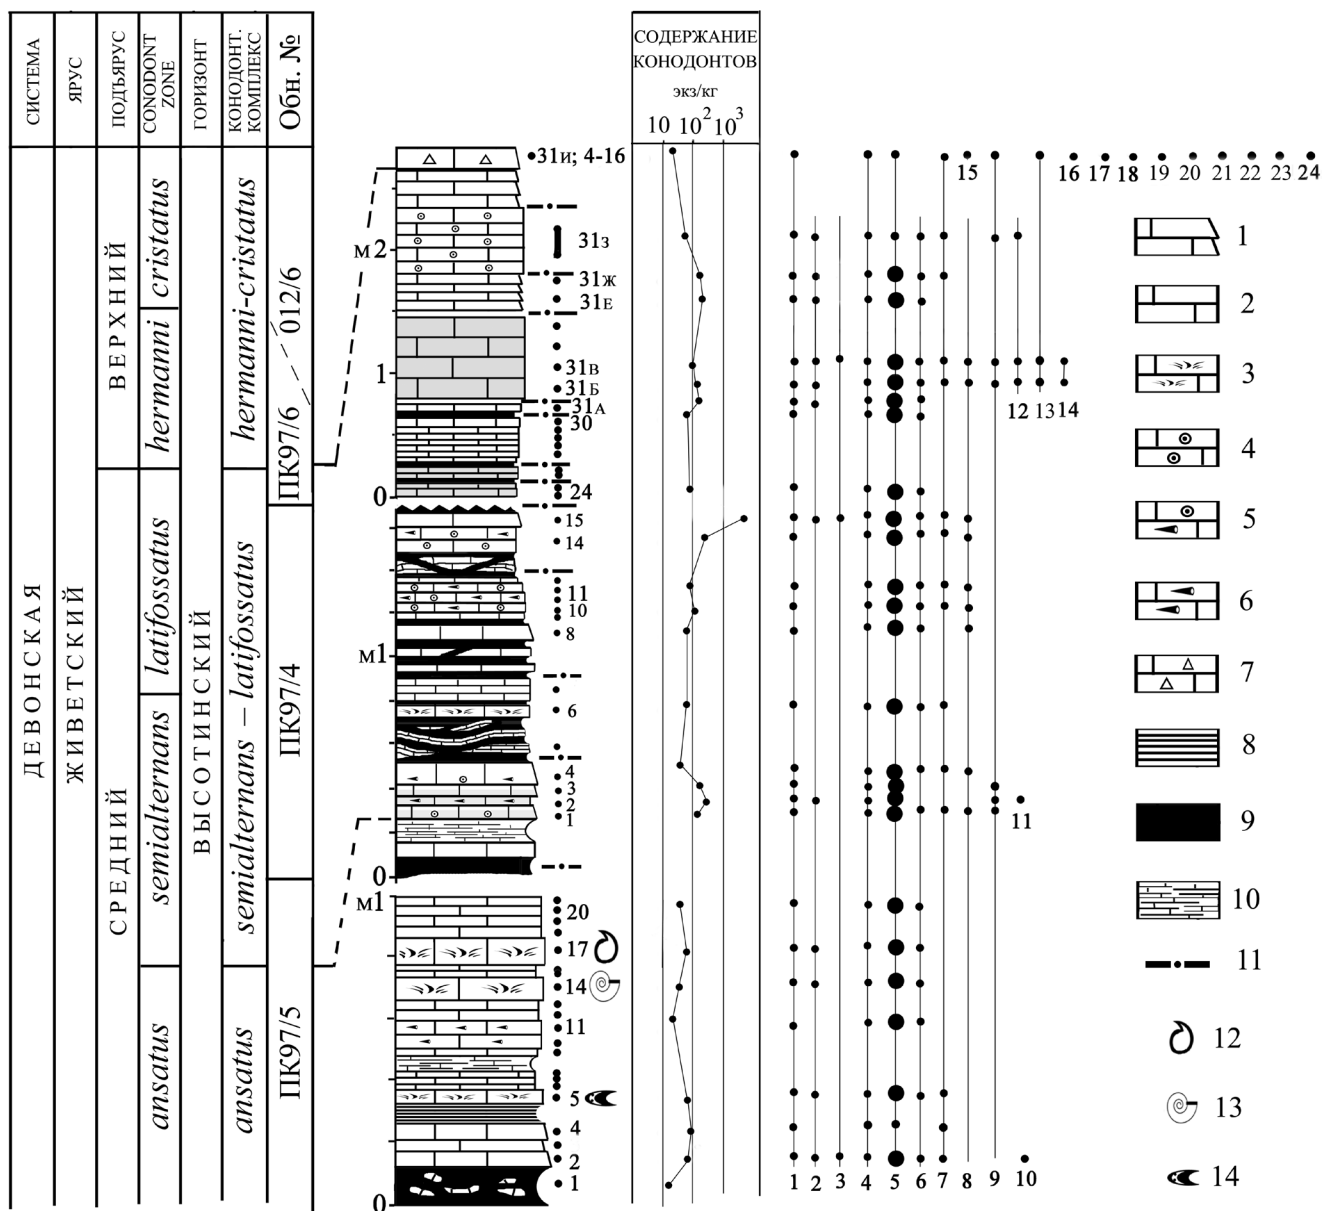 СИСТЕМА
ЯРУС
ПОДЪЯРУС
CONODONT
ZONE
ГОРИЗОНТ
КОНОДОНТ.
КОМПЛЕКС
Обн. №
СОДЕРЖАНИЕ
КОНОДОНТОВ
экз/кг
10 10² 10³
ДЕВОНСКАЯ
ЖИВЕТСКИЙ
ВЕРХНИЙ
СРЕДНИЙ
cristatus
hermanni
latifossatus
semialternans
ansatus
ВЫСОТИНСКИЙ
hermanni-cristatus
semialternans – latifossatus
ansatus
012/6
ПК97/6
ПК97/4
ПК97/5
31и; 4-16
м2
31з
31Ж
31Е
1
31В
31Б
31А
30
0
24
15
14
11
10
8
м1
6
4
3
2
1
0
м1
20
17
14
11
5
4
2
1
0
15
16 17 18 19 20 21 22 23 24
12 13 14
11
1 2 3 4 5 6 7 8 9 10
1
2
3
4
5
6
7
8
9
10
11
12
13
14